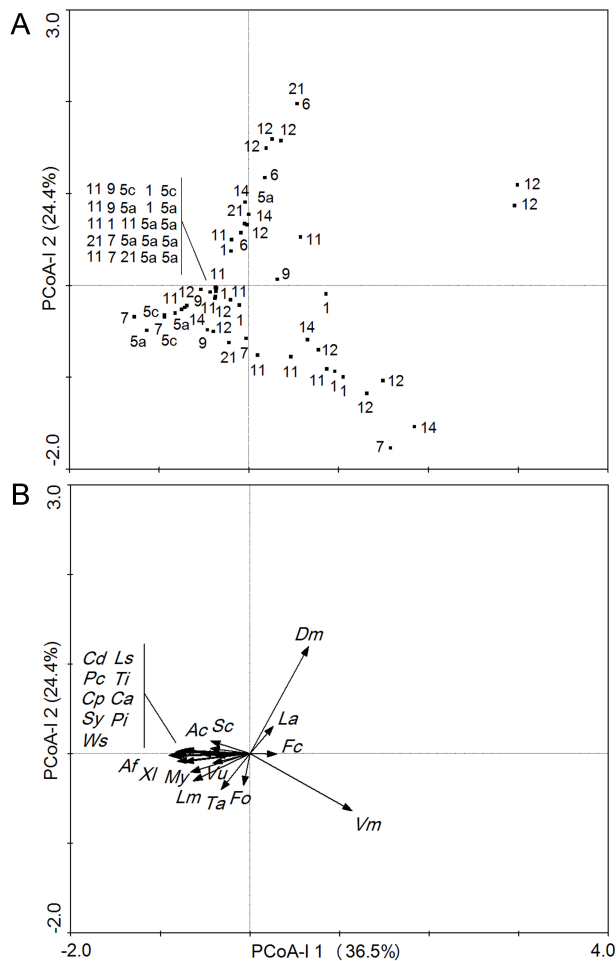 A
3.0
PCoA-I 2 (24.4%)
-2.0
21
6
12 12
12
12
12
6
14 5a
21 14
12
11 6
1
11
11 9 5c 1 5c
11 9 5a 1 5a
11 1 11 5a 5a
21 7 5a 5a 5a
11 7 21 5a 5a
9
11
12 1 11
11 9 11 12 1
1
5c
7 7 5a 14 12
5a 5c 9
21 7
11 11
14
12
11 1 1 12
12
14
7
B
3.0
PCoA-I 2 (24.4%)
-2.0
Dm
Cd Ls
Pc Ti
Cp Ca
Sy Pi
Ws
La
Ac Sc
Fc
Af Xl My Vu
Lm Ta Fo
Vm
-2.0 PCoA-I 1 (36.5%) 4.0